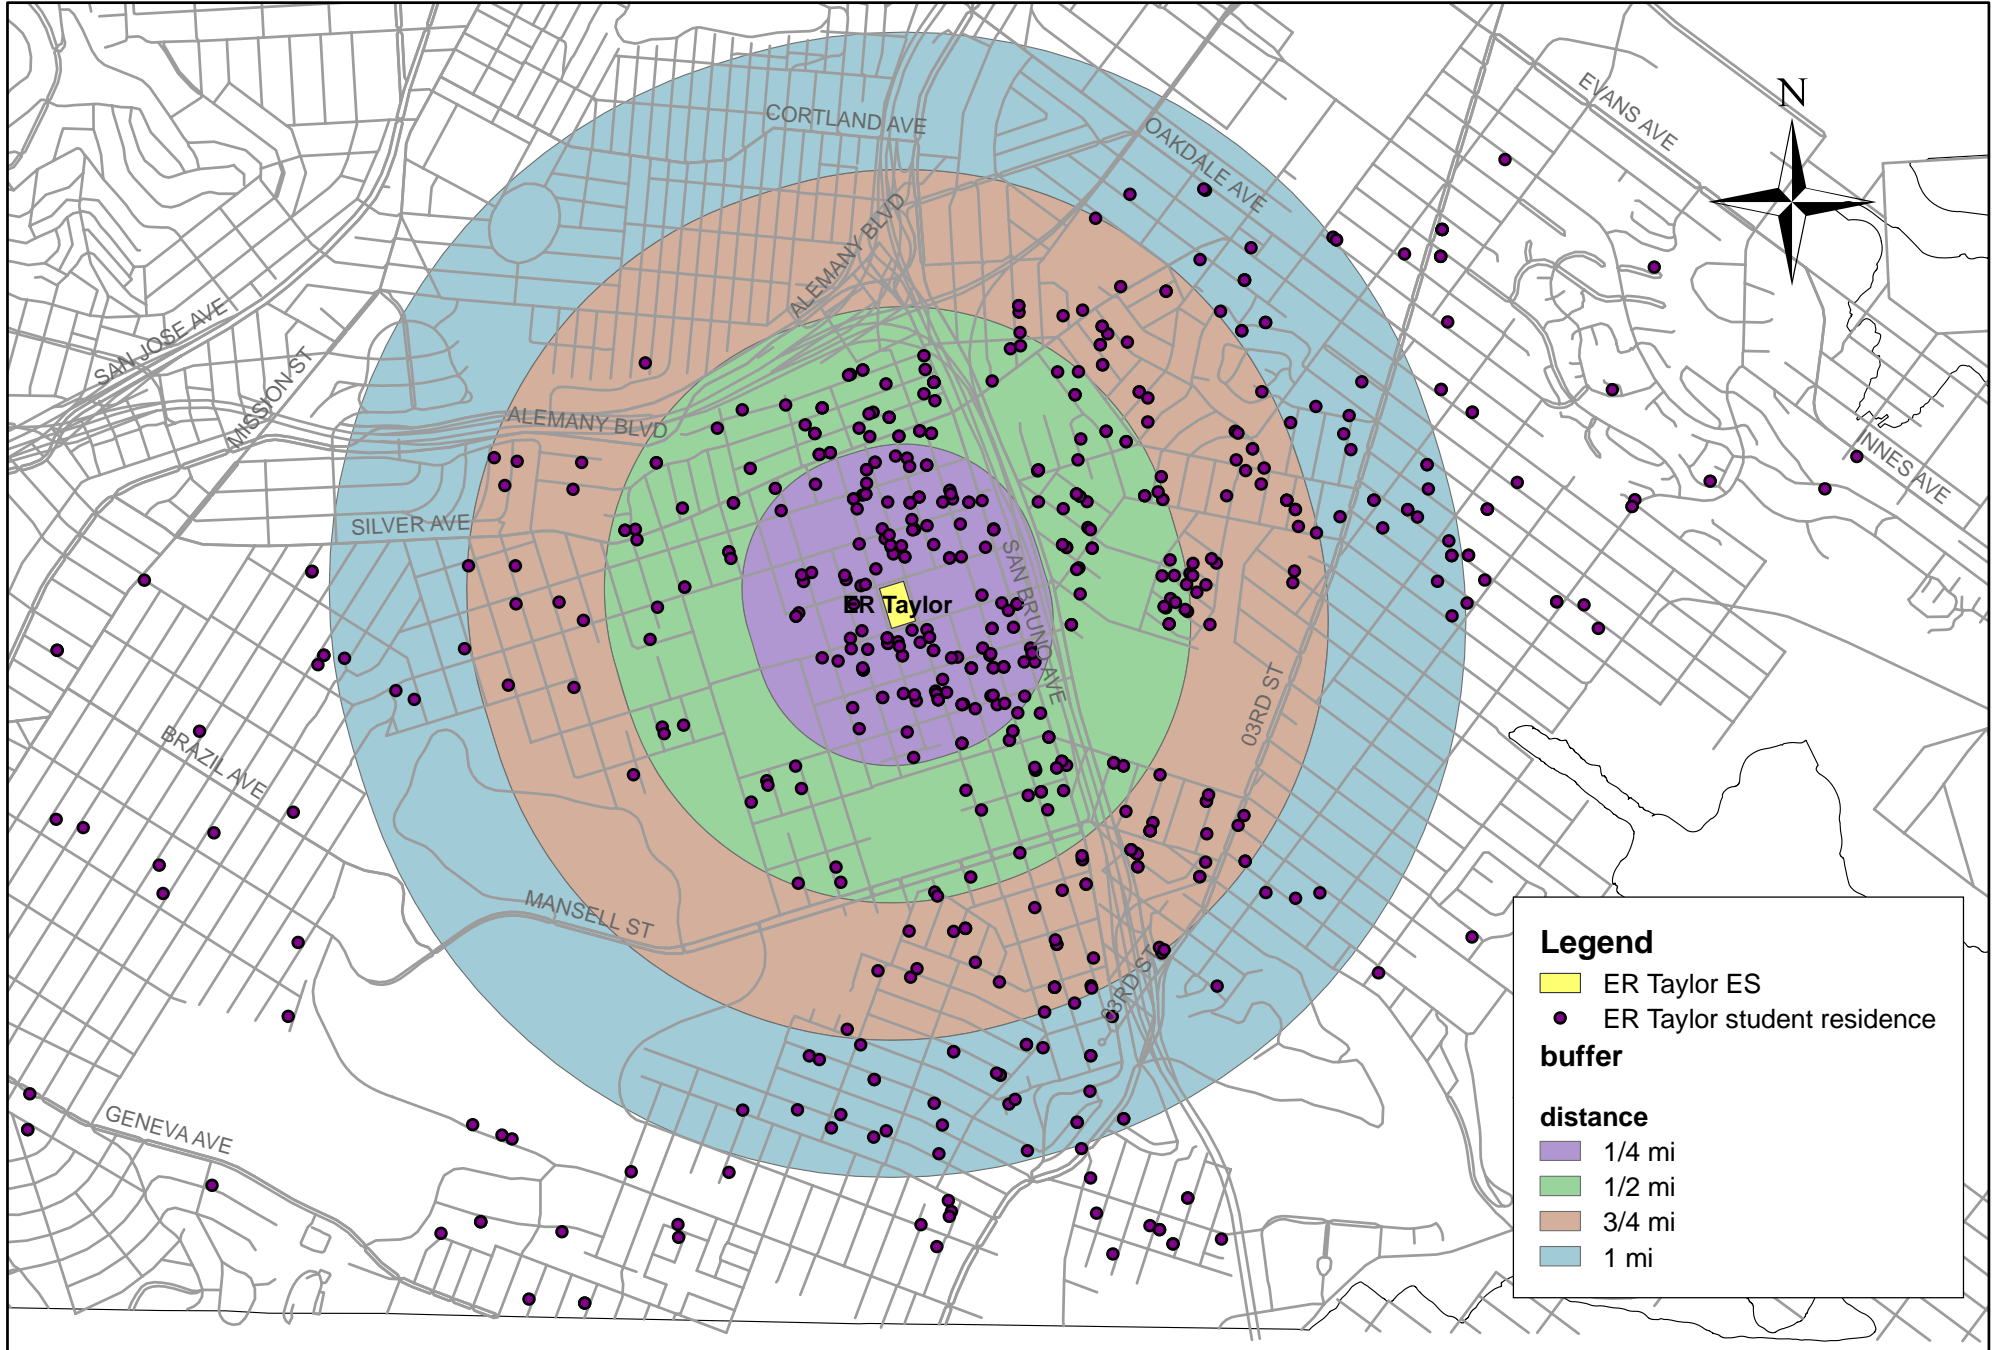 CORTLAND AVE
OAKDALE AVE
EVANS AVE
N
ALEMANY BLVD
SAN JOSE AVE
MISSION ST
ALEMANY BLVD
INNES AVE
SILVER AVE
SAN BRUNO AVE
ER Taylor
03RD ST
BRAZIL AVE
MANSELL ST
03RD ST
GENEVA AVE
Legend
ER Taylor ES
ER Taylor student residence
buffer
distance
1/4 mi
1/2 mi
3/4 mi
1 mi